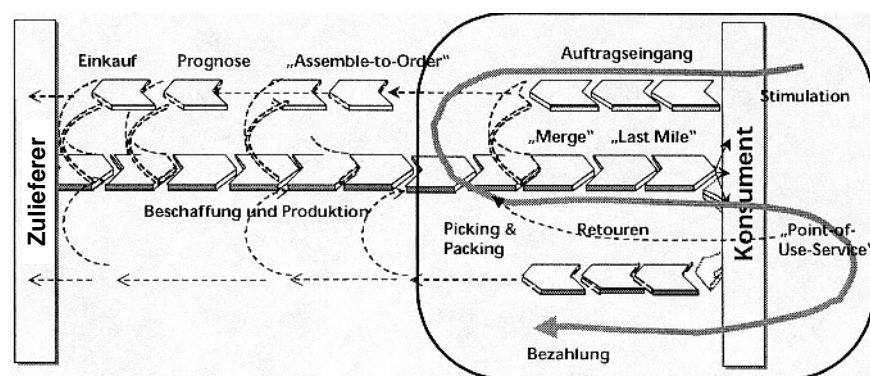 Zulieferer
Einkauf
Prognose
„Assemble-to-Order“
Auftragseingang
Stimulation
„Merge“
„Last Mile“
Beschaffung und Produktion
Picking &
Packing
Retouren
Konsument
„Point-of-
Use-Service“
Bezahlung